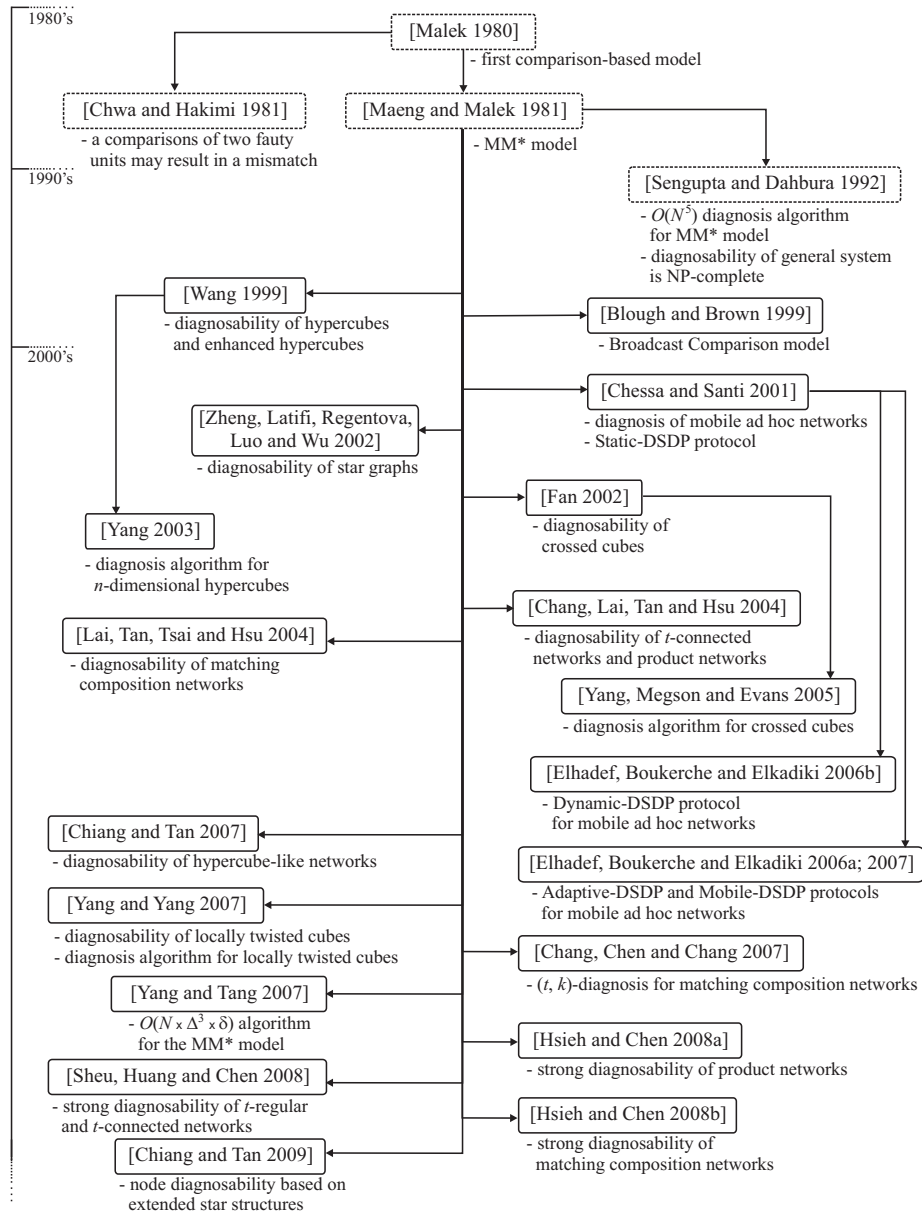 1980's
[Malek 1980]
- first comparison-based model
[Chwa and Hakimi 1981]
- a comparisons of two fauty
units may result in a mismatch
[Maeng and Malek 1981]
- MM* model
1990's
[Sengupta and Dahbura 1992]
- O(N⁵) diagnosis algorithm
for MM* model
- diagnosability of general system
is NP-complete
[Wang 1999]
- diagnosability of hypercubes
and enhanced hypercubes
[Blough and Brown 1999]
- Broadcast Comparison model
2000's
[Chessa and Santi 2001]
- diagnosis of mobile ad hoc networks
- Static-DSDP protocol
[Zheng, Latifi, Regentova,
Luo and Wu 2002]
- diagnosability of star graphs
[Fan 2002]
- diagnosability of
crossed cubes
[Yang 2003]
- diagnosis algorithm for
n-dimensional hypercubes
[Chang, Lai, Tan and Hsu 2004]
- diagnosability of t-connected
networks and product networks
[Lai, Tan, Tsai and Hsu 2004]
- diagnosability of matching
composition networks
[Yang, Megson and Evans 2005]
- diagnosis algorithm for crossed cubes
[Elhadef, Boukerche and Elkadiki 2006b]
- Dynamic-DSDP protocol
for mobile ad hoc networks
[Chiang and Tan 2007]
- diagnosability of hypercube-like networks
[Elhadef, Boukerche and Elkadiki 2006a; 2007]
- Adaptive-DSDP and Mobile-DSDP protocols
for mobile ad hoc networks
[Yang and Yang 2007]
- diagnosability of locally twisted cubes
- diagnosis algorithm for locally twisted cubes
[Chang, Chen and Chang 2007]
- (t, k)-diagnosis for matching composition networks
[Yang and Tang 2007]
- O(N x Δ³ x δ) algorithm
for the MM* model
[Hsieh and Chen 2008a]
- strong diagnosability of product networks
[Sheu, Huang and Chen 2008]
- strong diagnosability of t-regular
and t-connected networks
[Hsieh and Chen 2008b]
- strong diagnosability of
matching composition networks
[Chiang and Tan 2009]
- node diagnosability based on
extended star structures